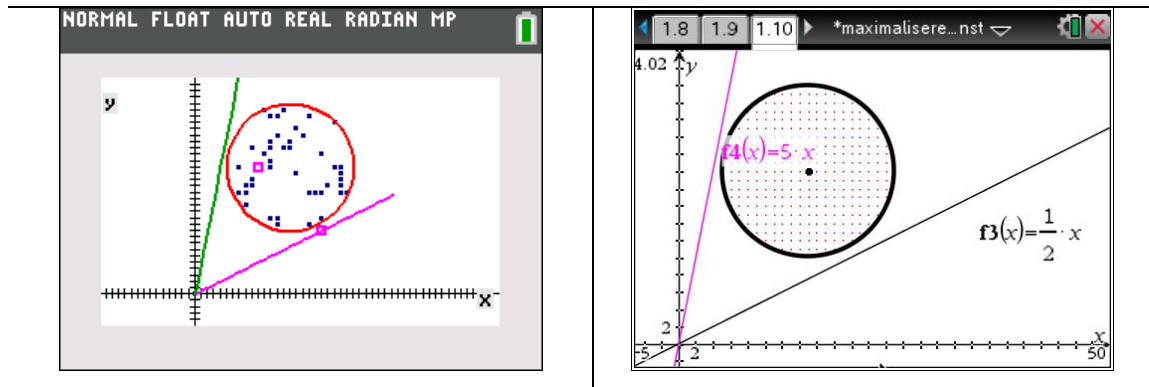 NORMAL FLOAT AUTO REAL RADIAN MP
y
x
1.8 1.9 1.10 *maximalisere…nst
4.02 y
f4(x)=5· x
f3(x)=1/2· x
2
-5 2 x
50